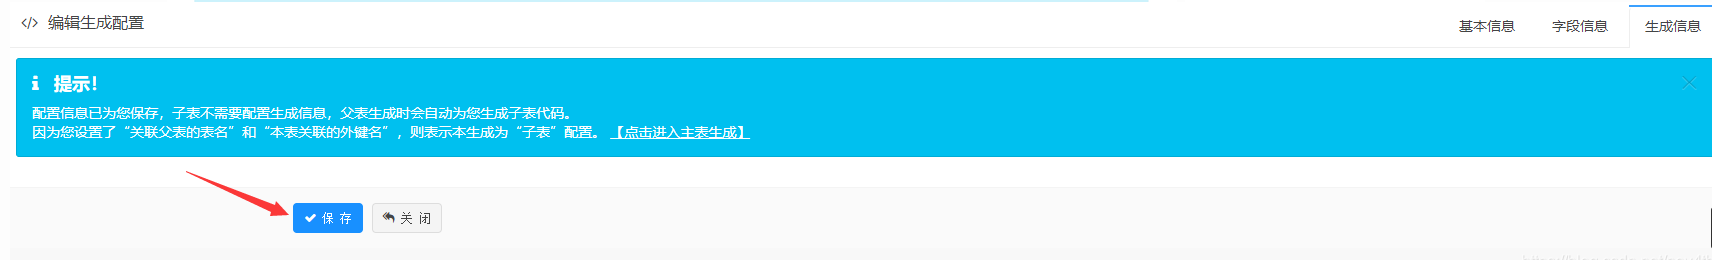 </> 编辑生成配置
基本信息 字段信息 生成信息
提示!
配置信息已为您保存，子表不需要配置生成信息，父表生成时会自动为您生成子表代码。
因为您设置了“关联父表的表名”和“本表关联的外键名”，则表示本生成为“子表”配置。【点击进入主表生成】
保 存 关 闭